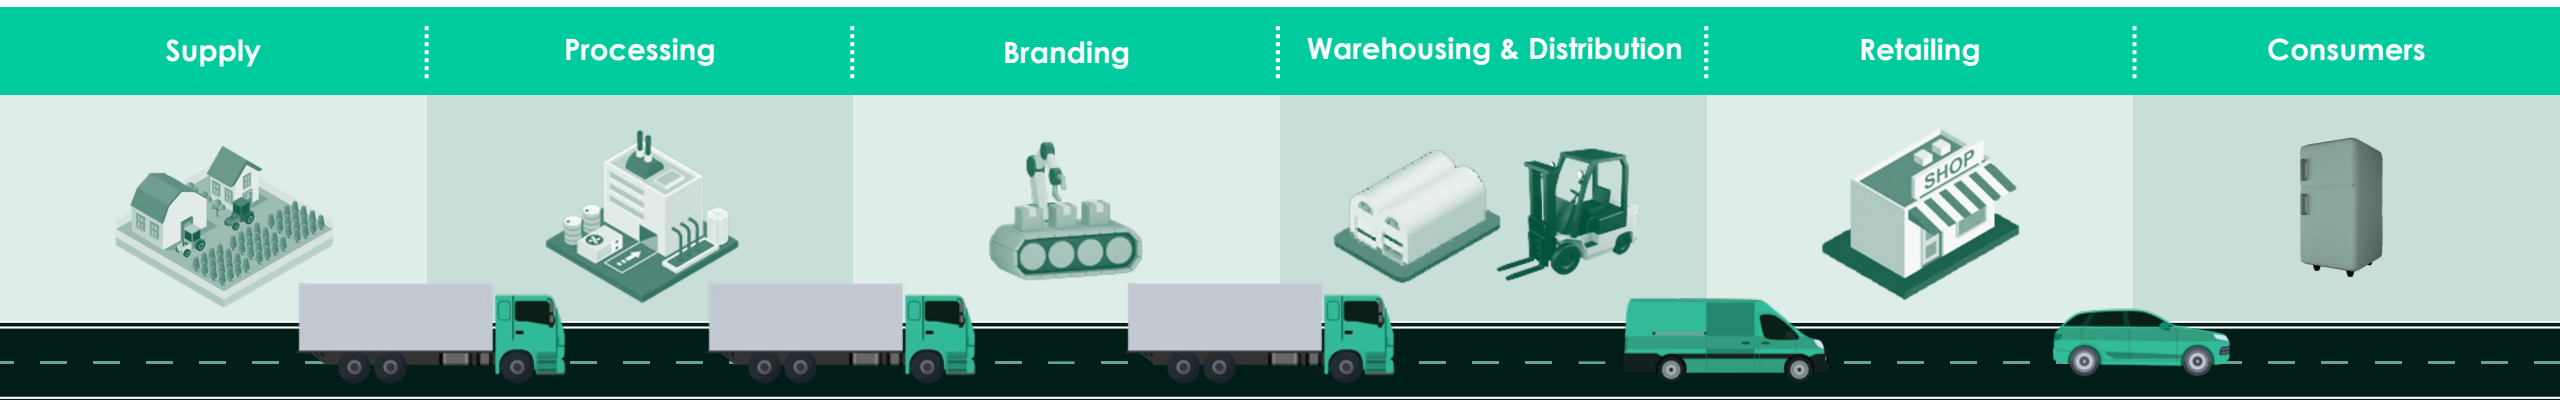 Supply
Processing
Branding
Warehousing & Distribution
Retailing
Consumers
SHOP